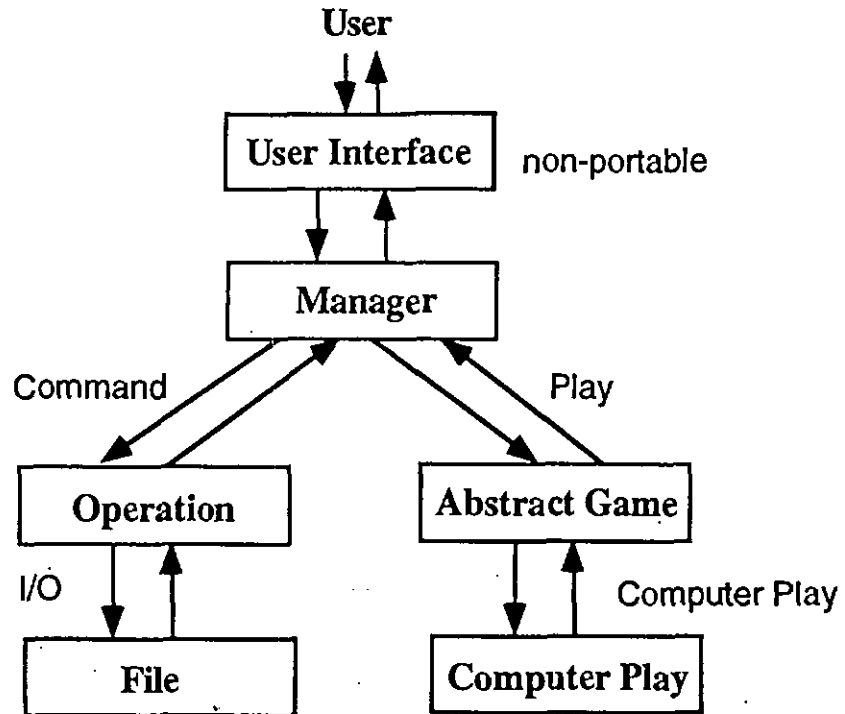 User
User Interface
non-portable
Manager
Command
Play
Operation
Abstract Game
I/O
Computer Play
File
Computer Play